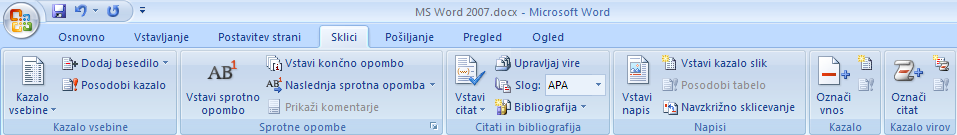 MS Word 2007.docx - Microsoft Word
Osnovno Vstavljanje Postavitev strani Sklici Pošiljanje Pregled Ogled
Kazalo vsebine
Dodaj besedilo
Posodobi kazalo
Kazalo vsebine
AB1
Vstavi sprotno opombo
Vstavi končno opombo
AB1 Naslednja sprotna opomba
Prikaži komentarje
Sprotne opombe
Vstavi citat
Upravljaj vire
Slog: APA
Bibliografija
Citati in bibliografija
Vstavi napis
Vstavi kazalo slik
Posodobi tabelo
Navzkrižno sklicevanje
Napisi
Označi vnos
Kazalo
Označi citat
Kazalo virov